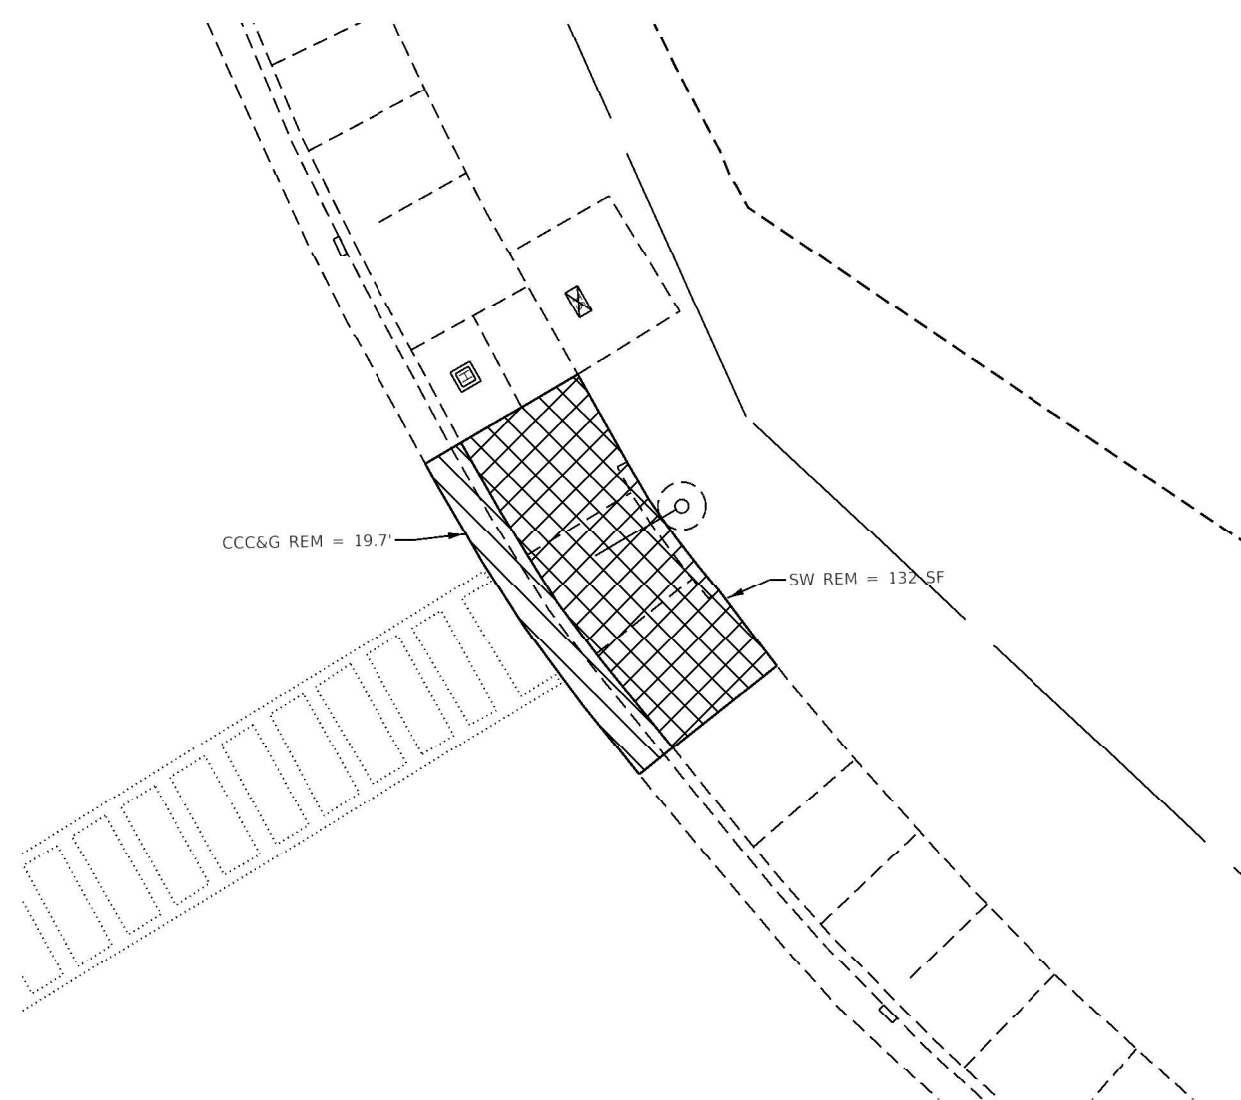 CCC&G REM = 19.7'
SW REM = 132 SF